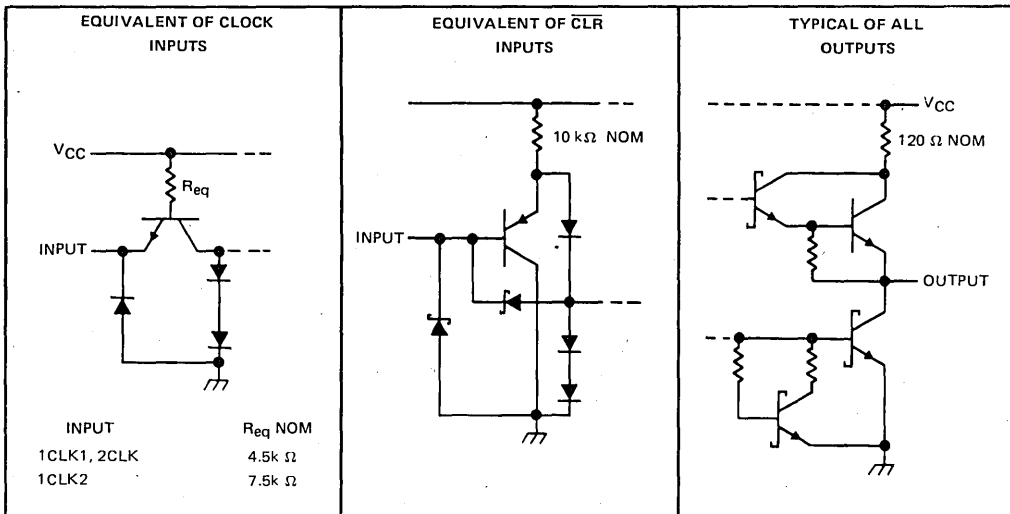 EQUIVALENT OF CLOCK
INPUTS
VCC
Req
INPUT
INPUT Req NOM
1CLK1, 2CLK 4.5k Ω
1CLK2 7.5k Ω
EQUIVALENT OF C̅L̅R̅
INPUTS
10 kΩ NOM
INPUT
TYPICAL OF ALL
OUTPUTS
VCC
120 Ω NOM
OUTPUT